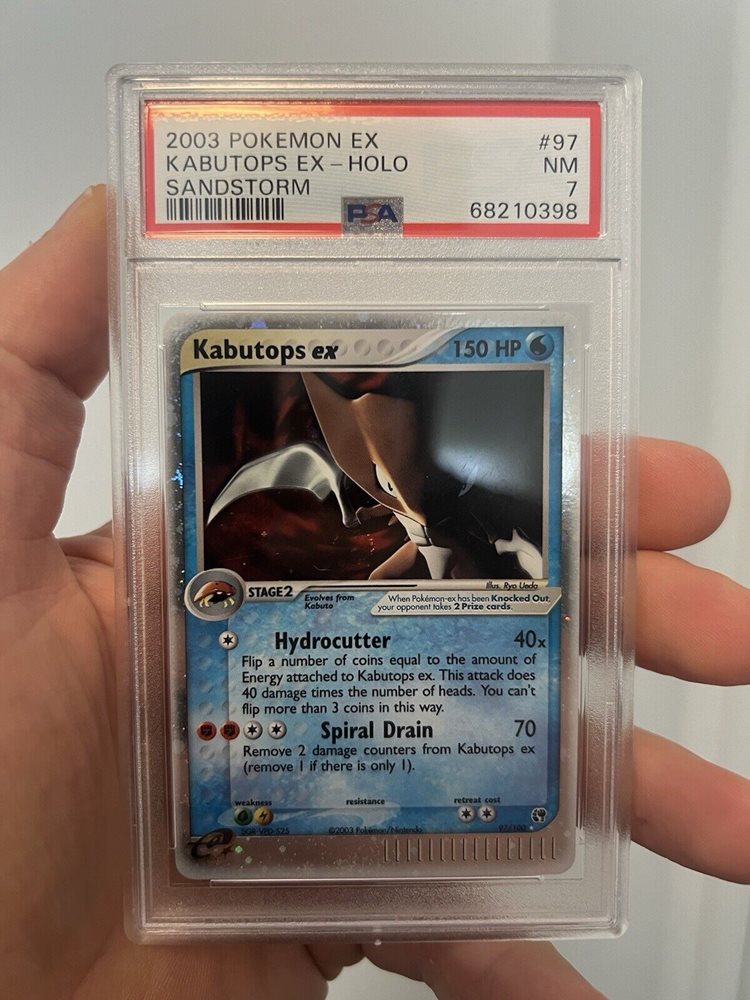 2003 POKEMON EX #97
KABUTOPS EX - HOLO NM
SANDSTORM 7
PSA 68210398
Kabutops ex 150 HP
Illus. Ryo Ueda
STAGE2 Evolves from Kabuto
When Pokémon-ex has been Knocked Out,
your opponent takes 2 Prize cards.
Hydrocutter 40x
Flip a number of coins equal to the amount of
Energy attached to Kabutops ex. This attack does
40 damage times the number of heads. You can't
flip more than 3 coins in this way.
Spiral Drain 70
Remove 2 damage counters from Kabutops ex
(remove 1 if there is only 1).
weakness resistance retreat cost
©2003 Pokémon/Nintendo 97/100